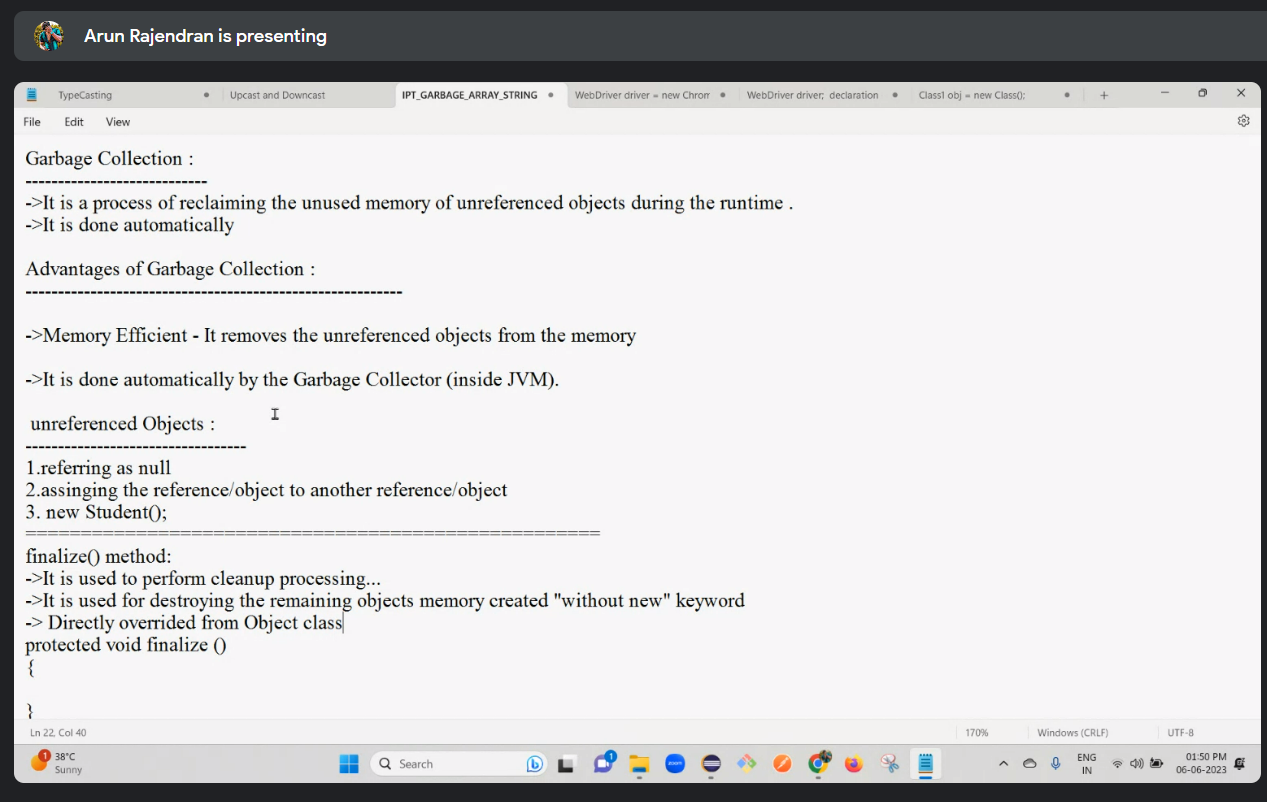 Arun Rajendran is presenting
TypeCasting
Upcast and Downcast
IPT_GARBAGE_ARRAY_STRING
WebDriver driver = new Chrom
WebDriver driver; declaration
Class1 obj = new Class();
File Edit View
Garbage Collection :
----------------------------
->It is a process of reclaiming the unused memory of unreferenced objects during the runtime .
->It is done automatically
Advantages of Garbage Collection :
----------------------------------------------------------
->Memory Efficient - It removes the unreferenced objects from the memory
->It is done automatically by the Garbage Collector (inside JVM).
unreferenced Objects :
----------------------------------
1.referring as null
2.assinging the reference/object to another reference/object
3. new Student();
====================================================
finalize() method:
->It is used to perform cleanup processing...
->It is used for destroying the remaining objects memory created "without new" keyword
-> Directly overrided from Object class
protected void finalize ()
{
}
Ln 22, Col 40
170%
Windows (CRLF)
UTF-8
1
38°C
Sunny
Search
1
zoom
ENG
IN
01:50 PM
06-06-2023